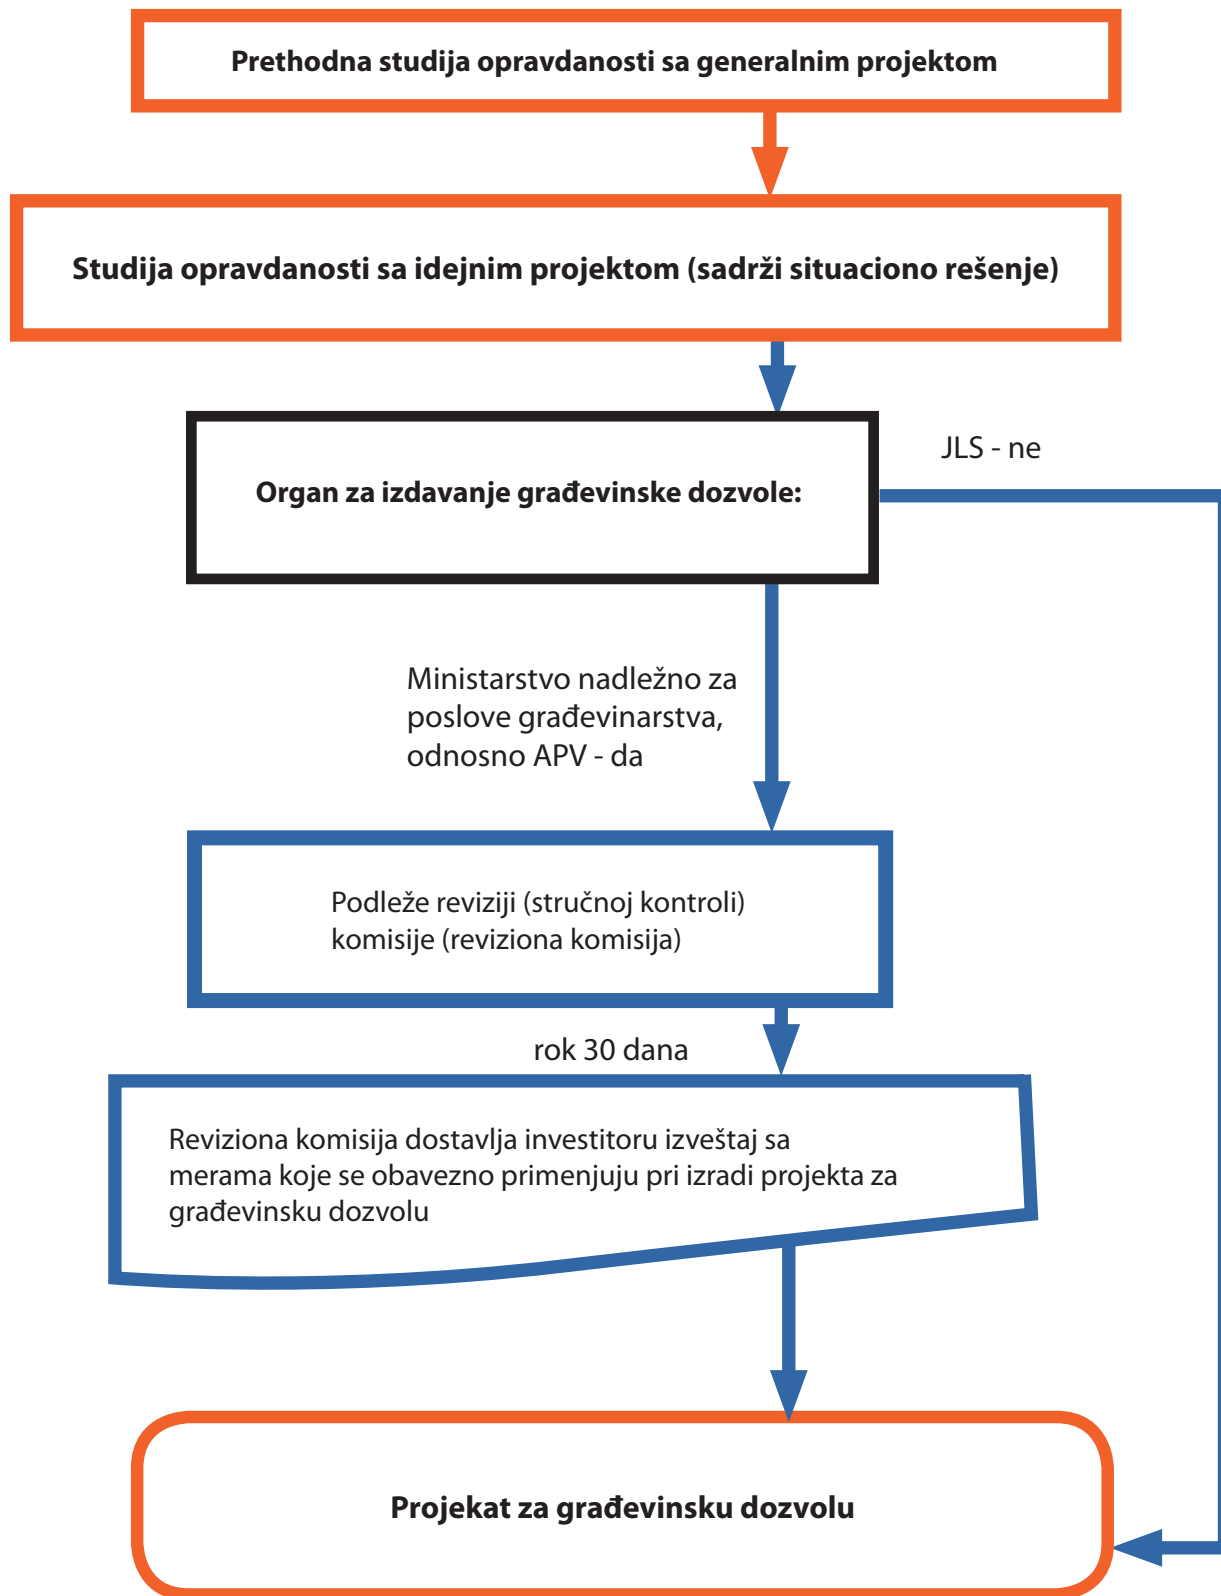 Prethodna studija opravdanosti sa generalnim projektom
Studija opravdanosti sa idejnim projektom (sadrži situaciono rešenje)
JLS - ne
Organ za izdavanje građevinske dozvole:
Ministarstvo nadležno za
poslove građevinarstva,
odnosno APV - da
Podleže reviziji (stručnoj kontroli)
komisije (reviziona komisija)
rok 30 dana
Reviziona komisija dostavlja investitoru izveštaj sa
merama koje se obavezno primenjuju pri izradi projekta za
građevinsku dozvolu
Projekat za građevinsku dozvolu